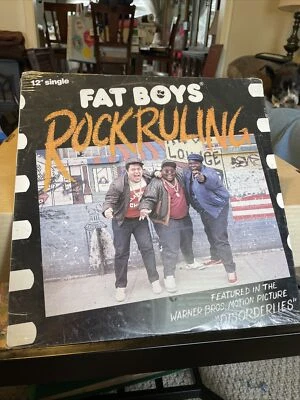 12" single
FAT BOYS
ROCKRULING
FEATURED IN THE
WARNER BROS. MOTION PICTURE
"DISORDERLIES"